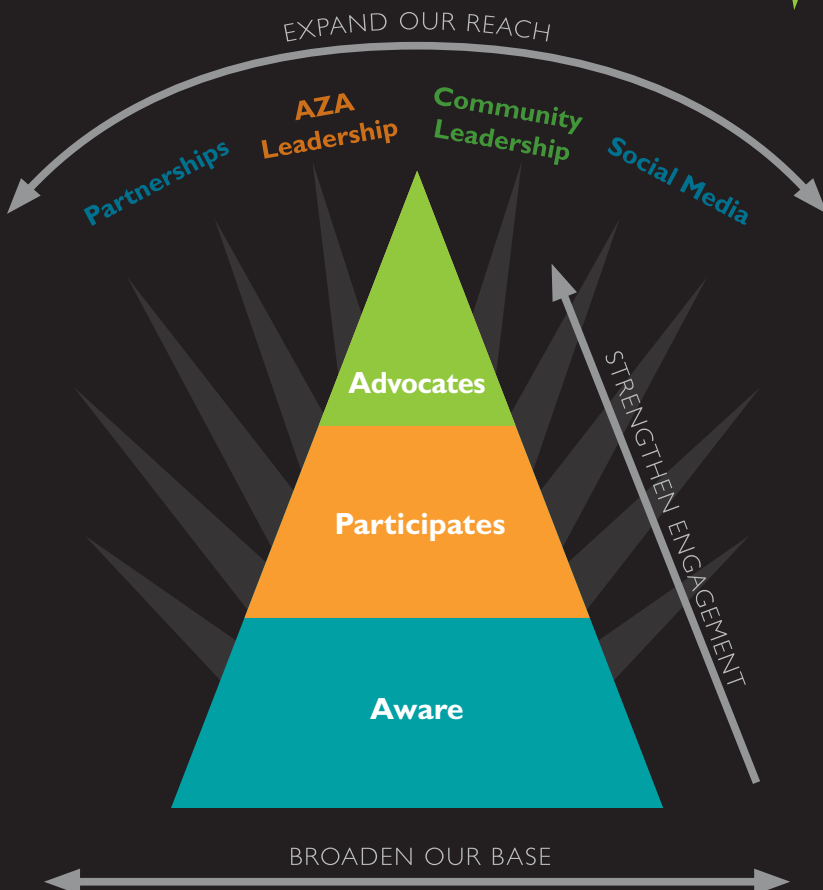 EXPAND OUR REACH
Partnerships
AZA
Leadership
Community
Leadership
Social Media
Advocates
STRENGTHEN ENGAGEMENT
Participates
Aware
BROADEN OUR BASE